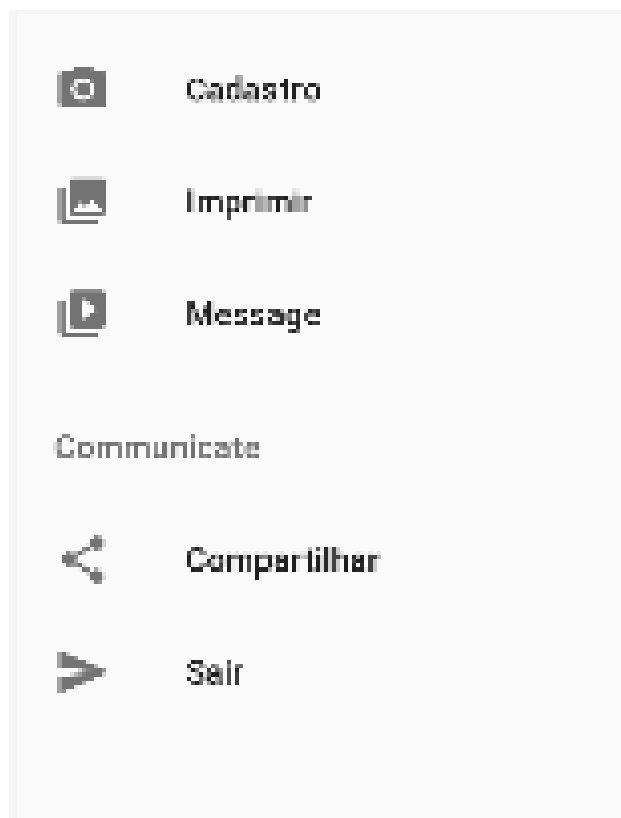 Cadastro
Imprimir
Message
Communicate
Compartilhar
Sair